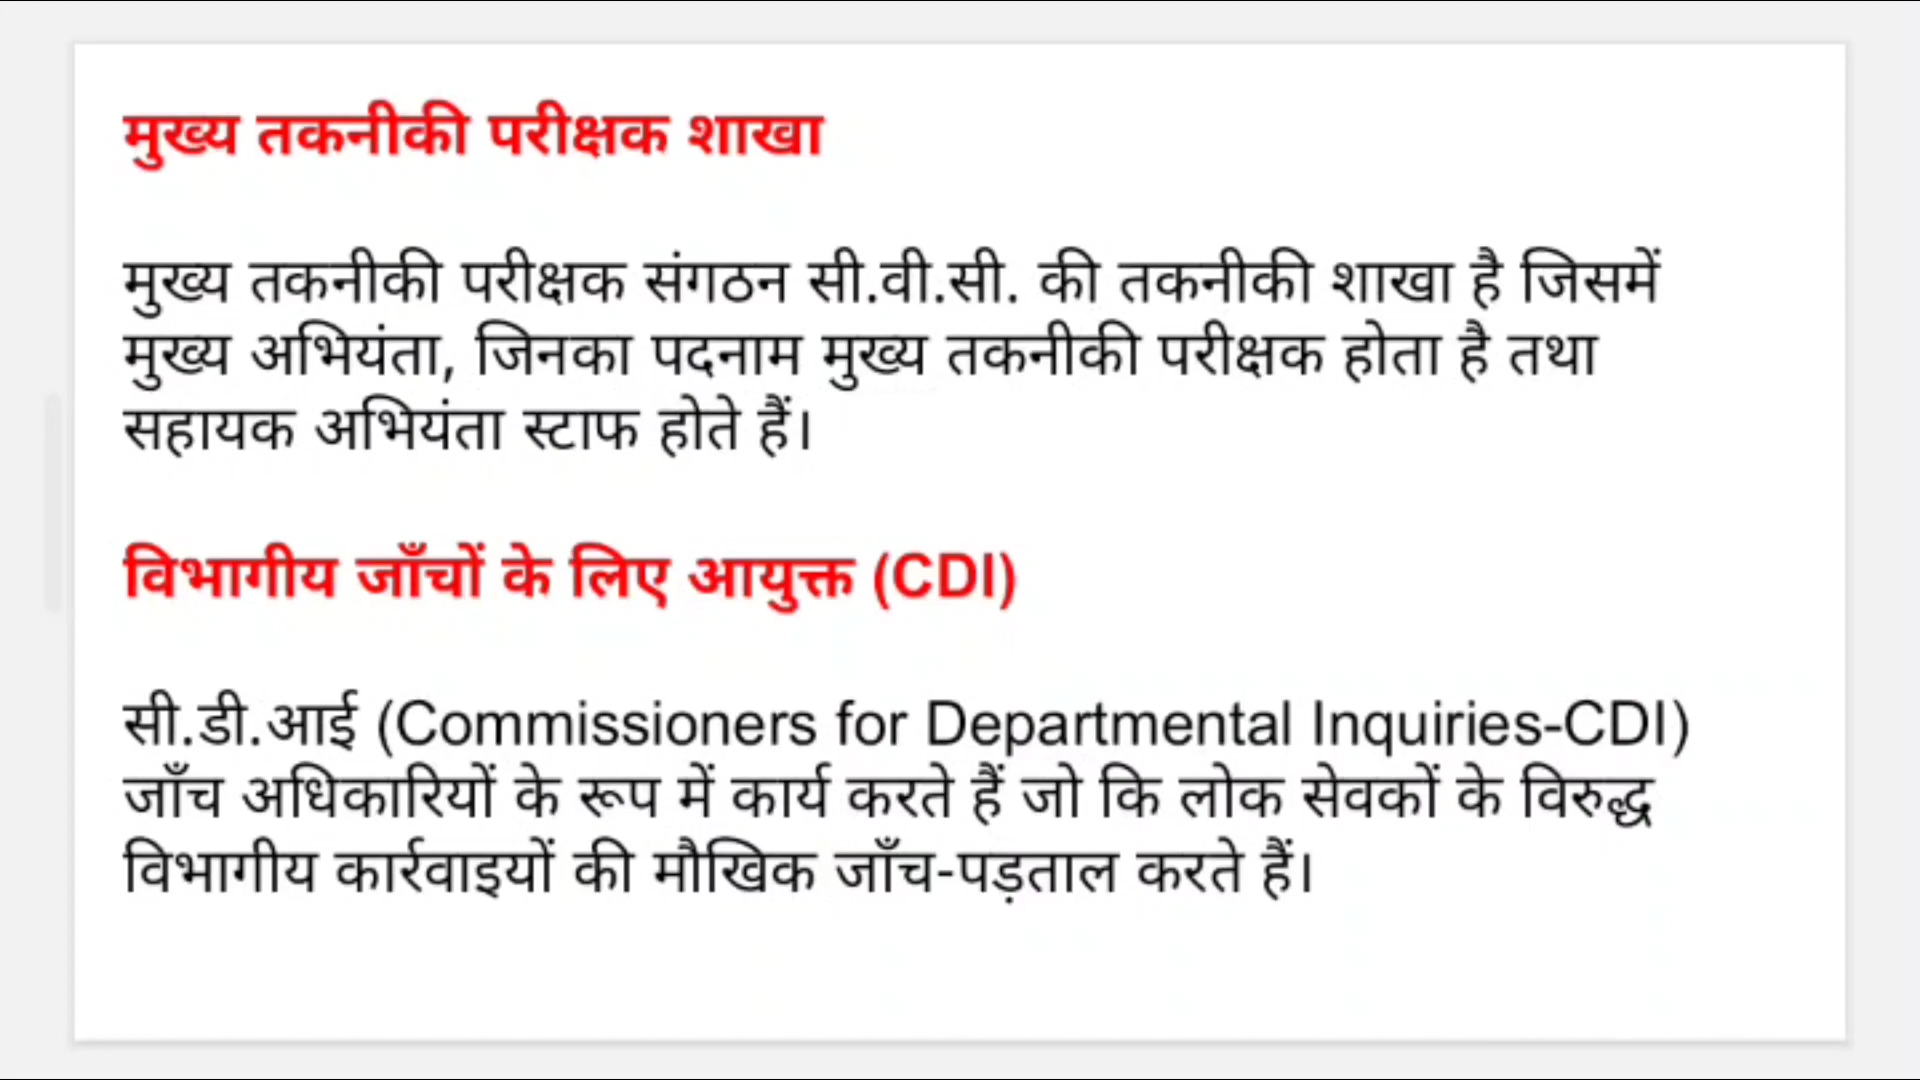 मुख्य तकनीकी परीक्षक शाखा
मुख्य तकनीकी परीक्षक संगठन सी.वी.सी. की तकनीकी शाखा है जिसमें
मुख्य अभियंता, जिनका पदनाम मुख्य तकनीकी परीक्षक होता है तथा
सहायक अभियंता स्टाफ होते हैं।
विभागीय जाँचों के लिए आयुक्त (CDI)
सी.डी.आई (Commissioners for Departmental Inquiries-CDI)
जाँच अधिकारियों के रूप में कार्य करते हैं जो कि लोक सेवकों के विरुद्ध
विभागीय कार्रवाइयों की मौखिक जाँच-पड़ताल करते हैं।